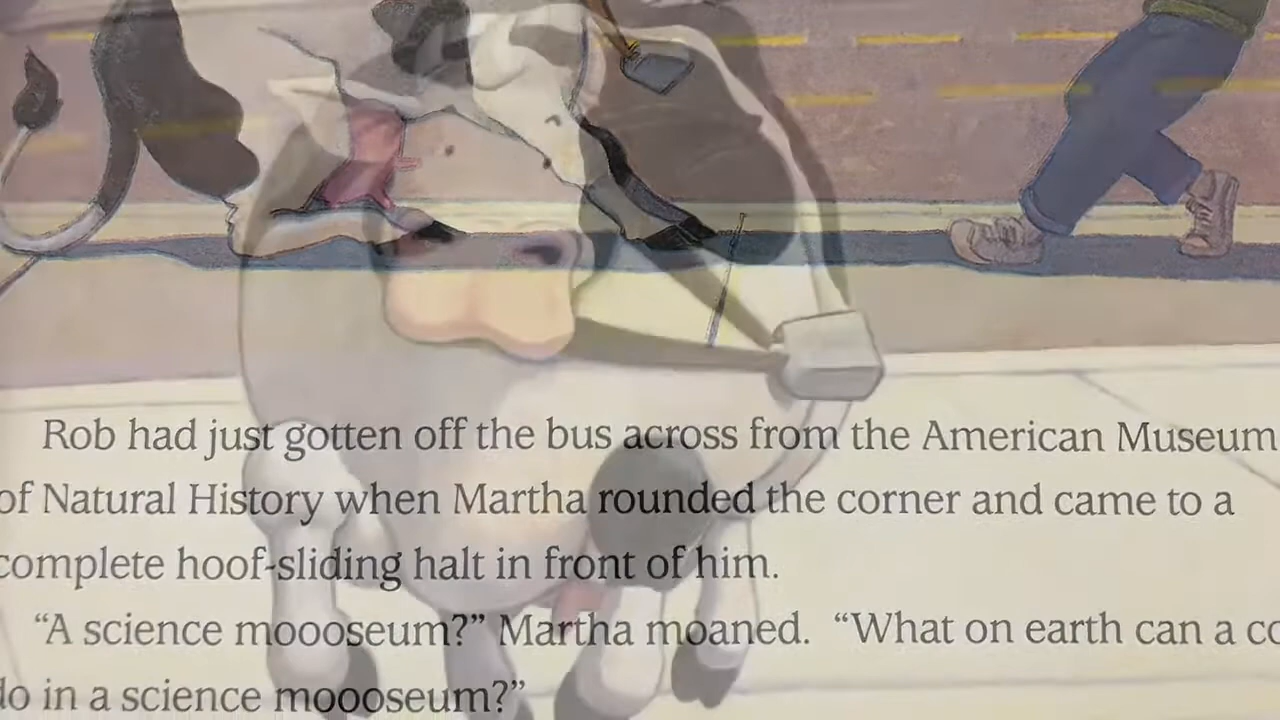 Rob had just gotten off the bus across from the American Museum
of Natural History when Martha rounded the corner and came to a
complete hoof-sliding halt in front of him.
“A science moooseum?” Martha moaned. “What on earth can a co
do in a science moooseum?”